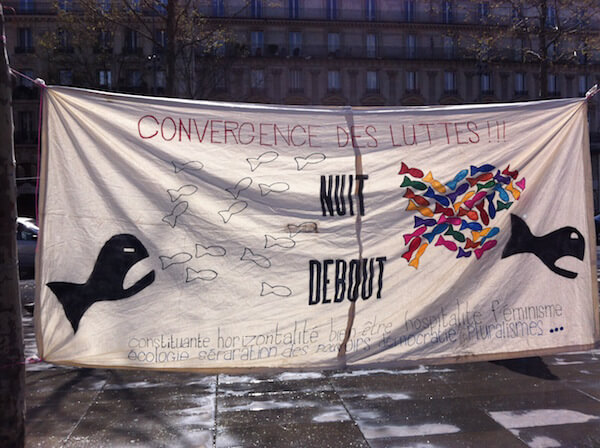 CONVERGENCE DES LUTTES!!!
NUIT
DEBOUT
constituante horizontalité bien-être hospitalité féminisme
écologie séparation des pouvoirs démocratie pluralismes ...